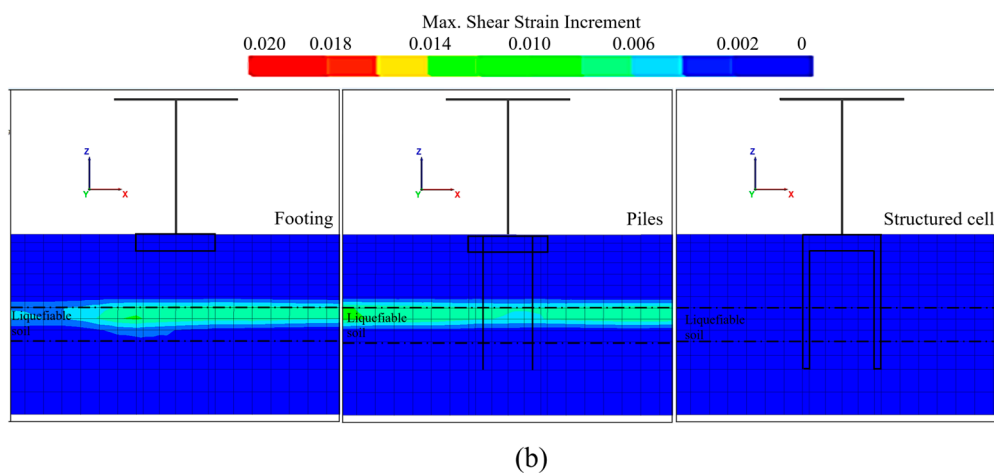 Max. Shear Strain Increment
0.020 0.018 0.014 0.010 0.006 0.002 0
Z
Y X
Footing
Liquefiable
soil
Z
Y X
Piles
Liquefiable
soil
Z
Y X
Structured cell
Liquefiable
soil
(b)